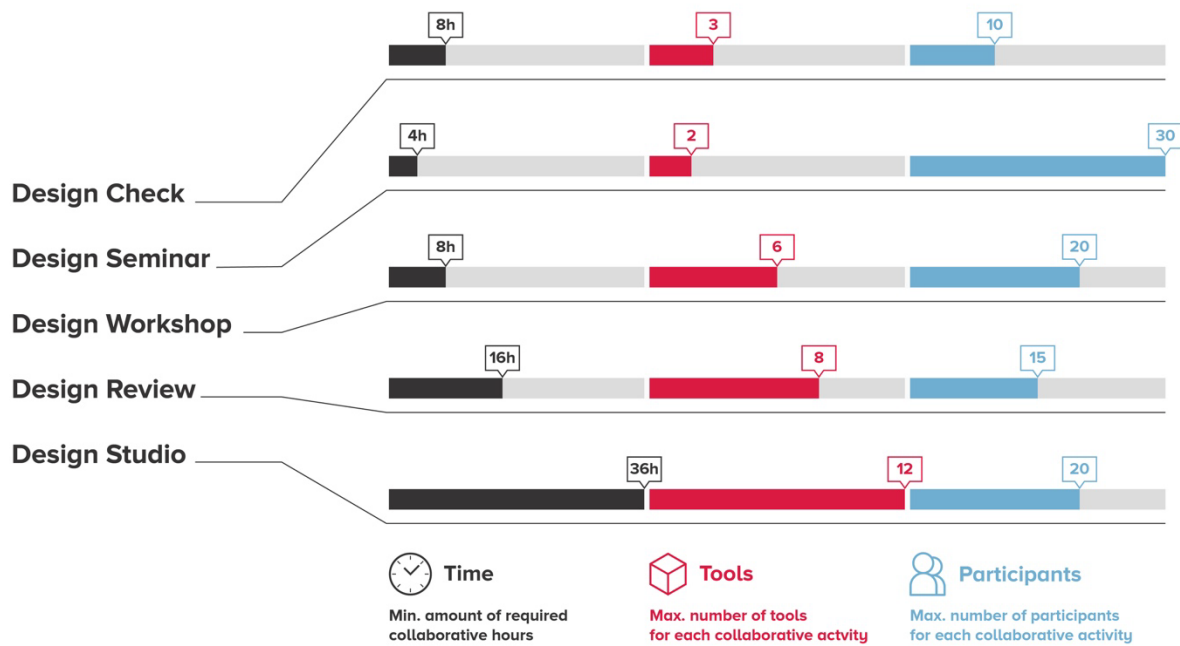 8h
3
10
4h
2
30
Design Check
Design Seminar
8h
6
20
Design Workshop
16h
8
15
Design Review
Design Studio
36h
12
20
Time
Tools
Participants
Min. amount of required
collaborative hours
Max. number of tools
for each collaborative actvity
Max. number of participants
for each collaborative activity